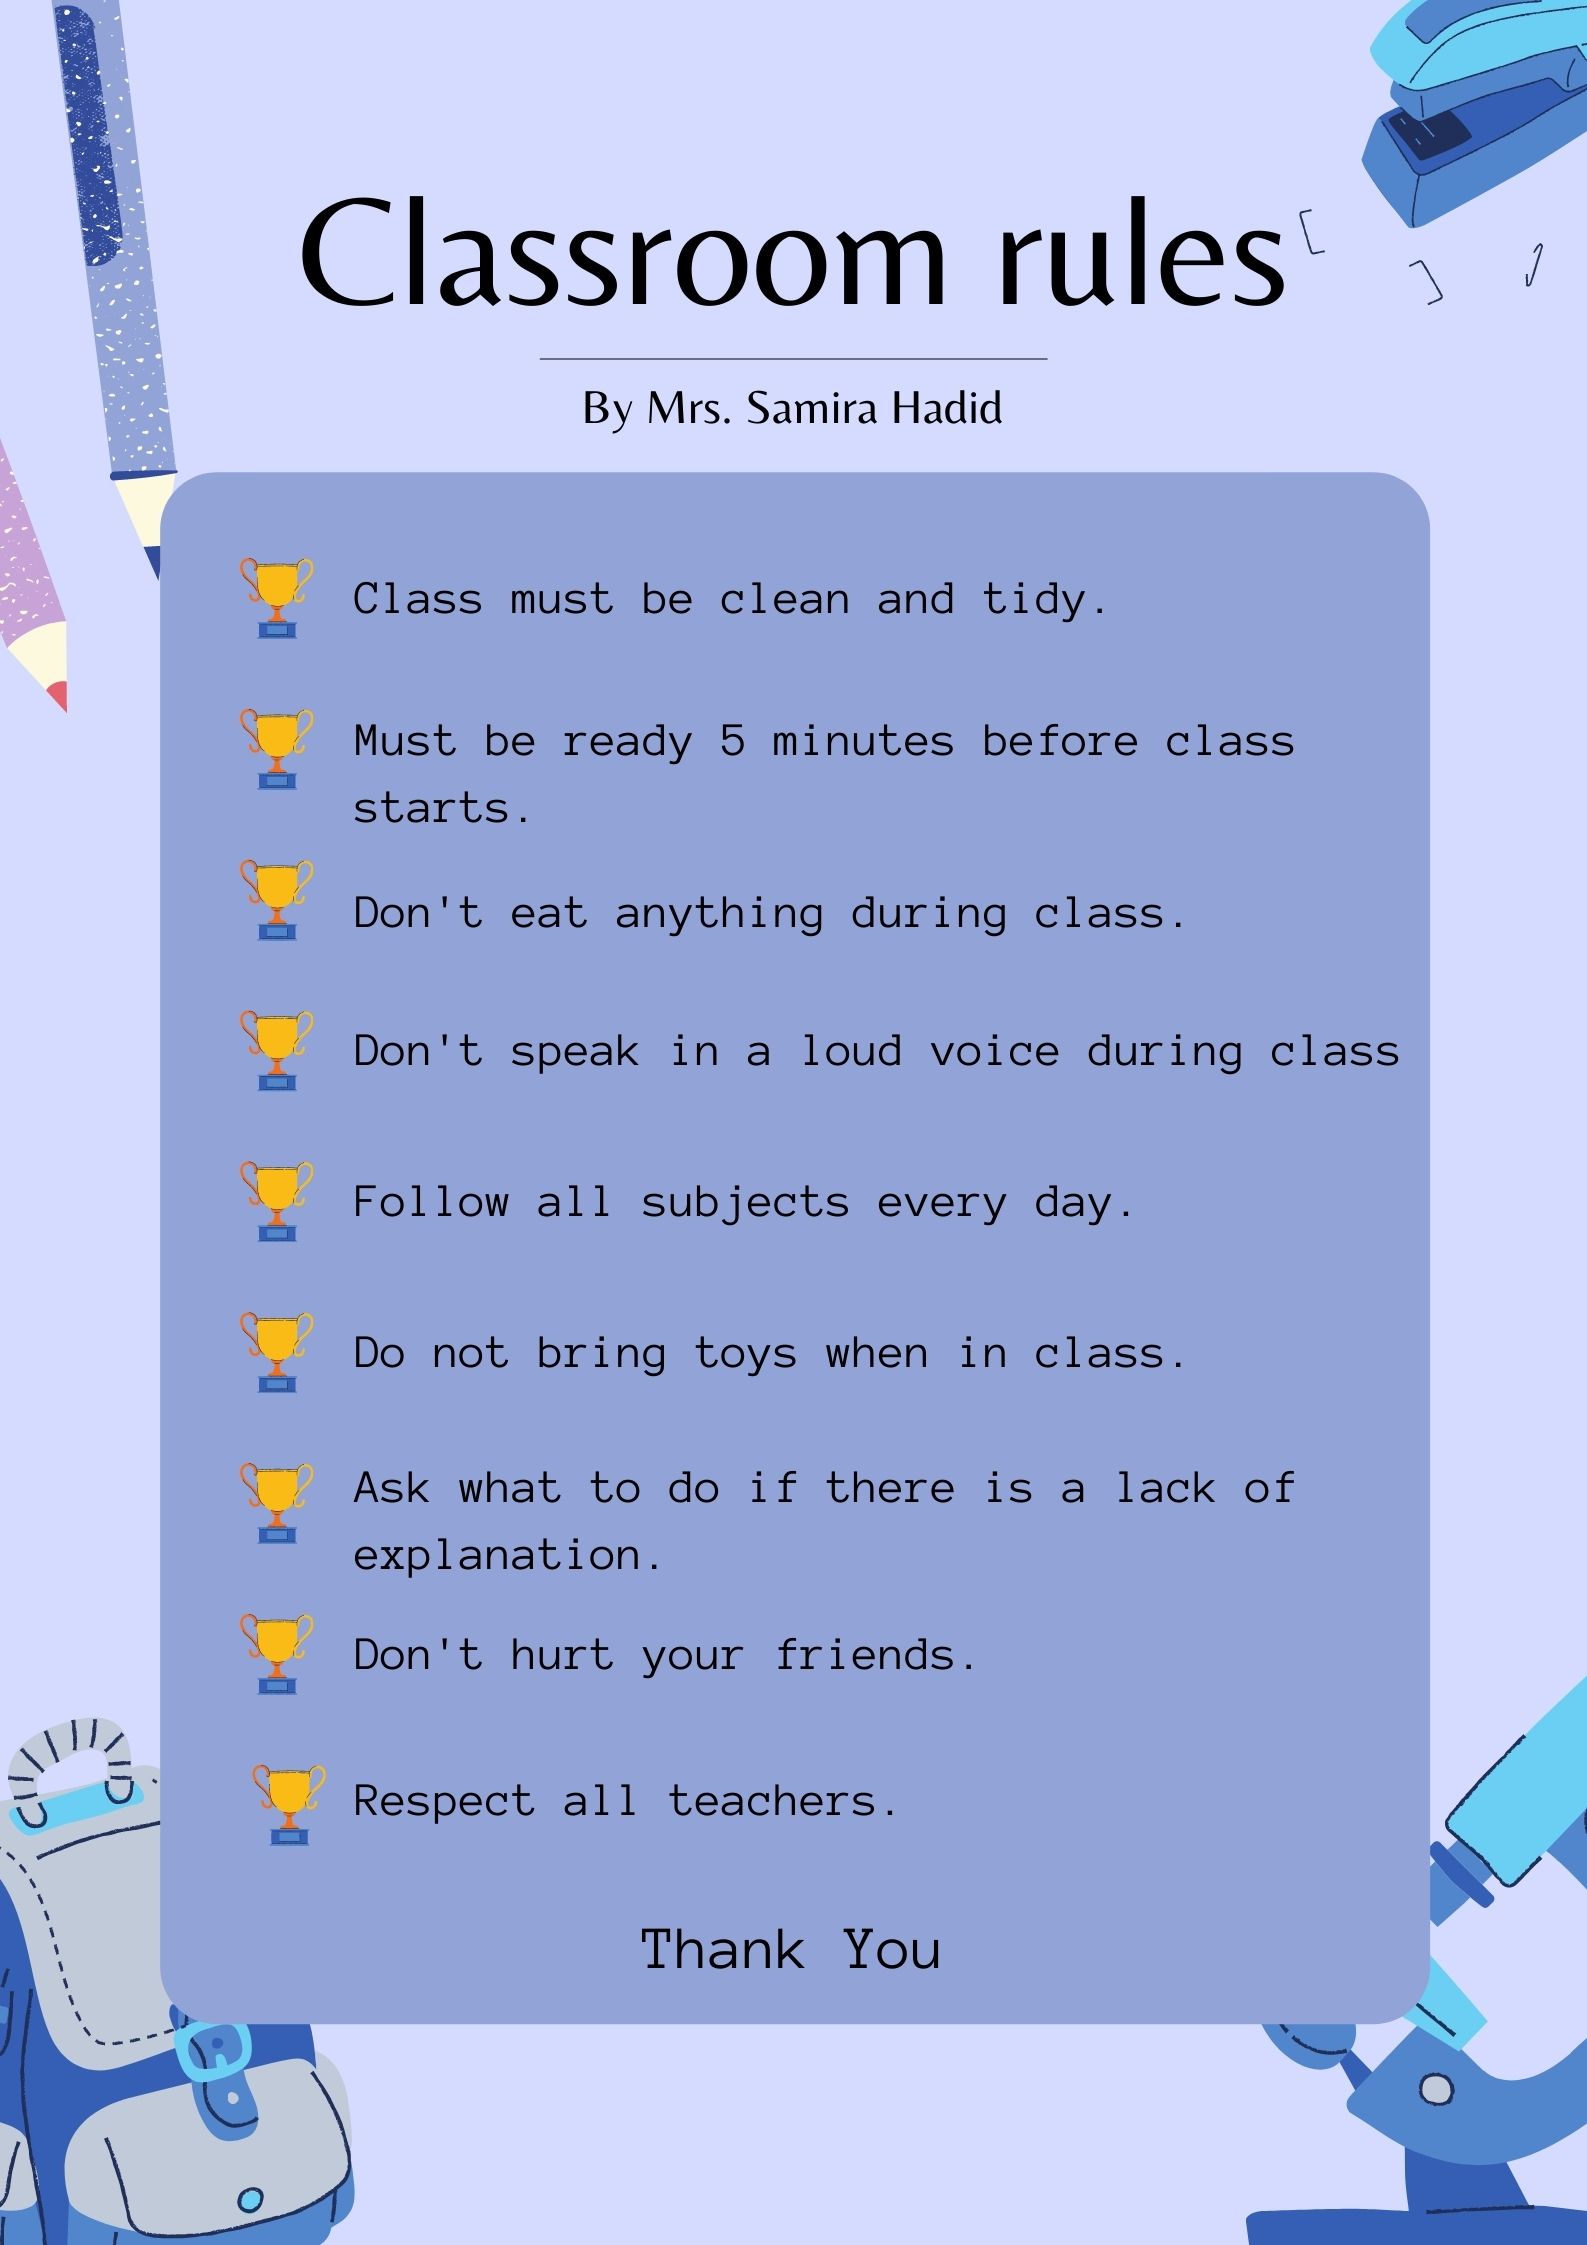 Classroom rules
By Mrs. Samira Hadid
Class must be clean and tidy.
Must be ready 5 minutes before class
starts.
Don't eat anything during class.
Don't speak in a loud voice during class
Follow all subjects every day.
Do not bring toys when in class.
Ask what to do if there is a lack of
explanation.
Don't hurt your friends.
Respect all teachers.
Thank You